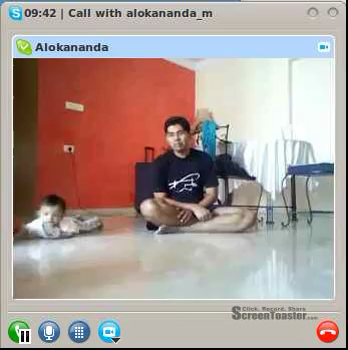 09:42 | Call with alokananda_m
Alokananda
Click. Record. Share
ScreenToaster.com